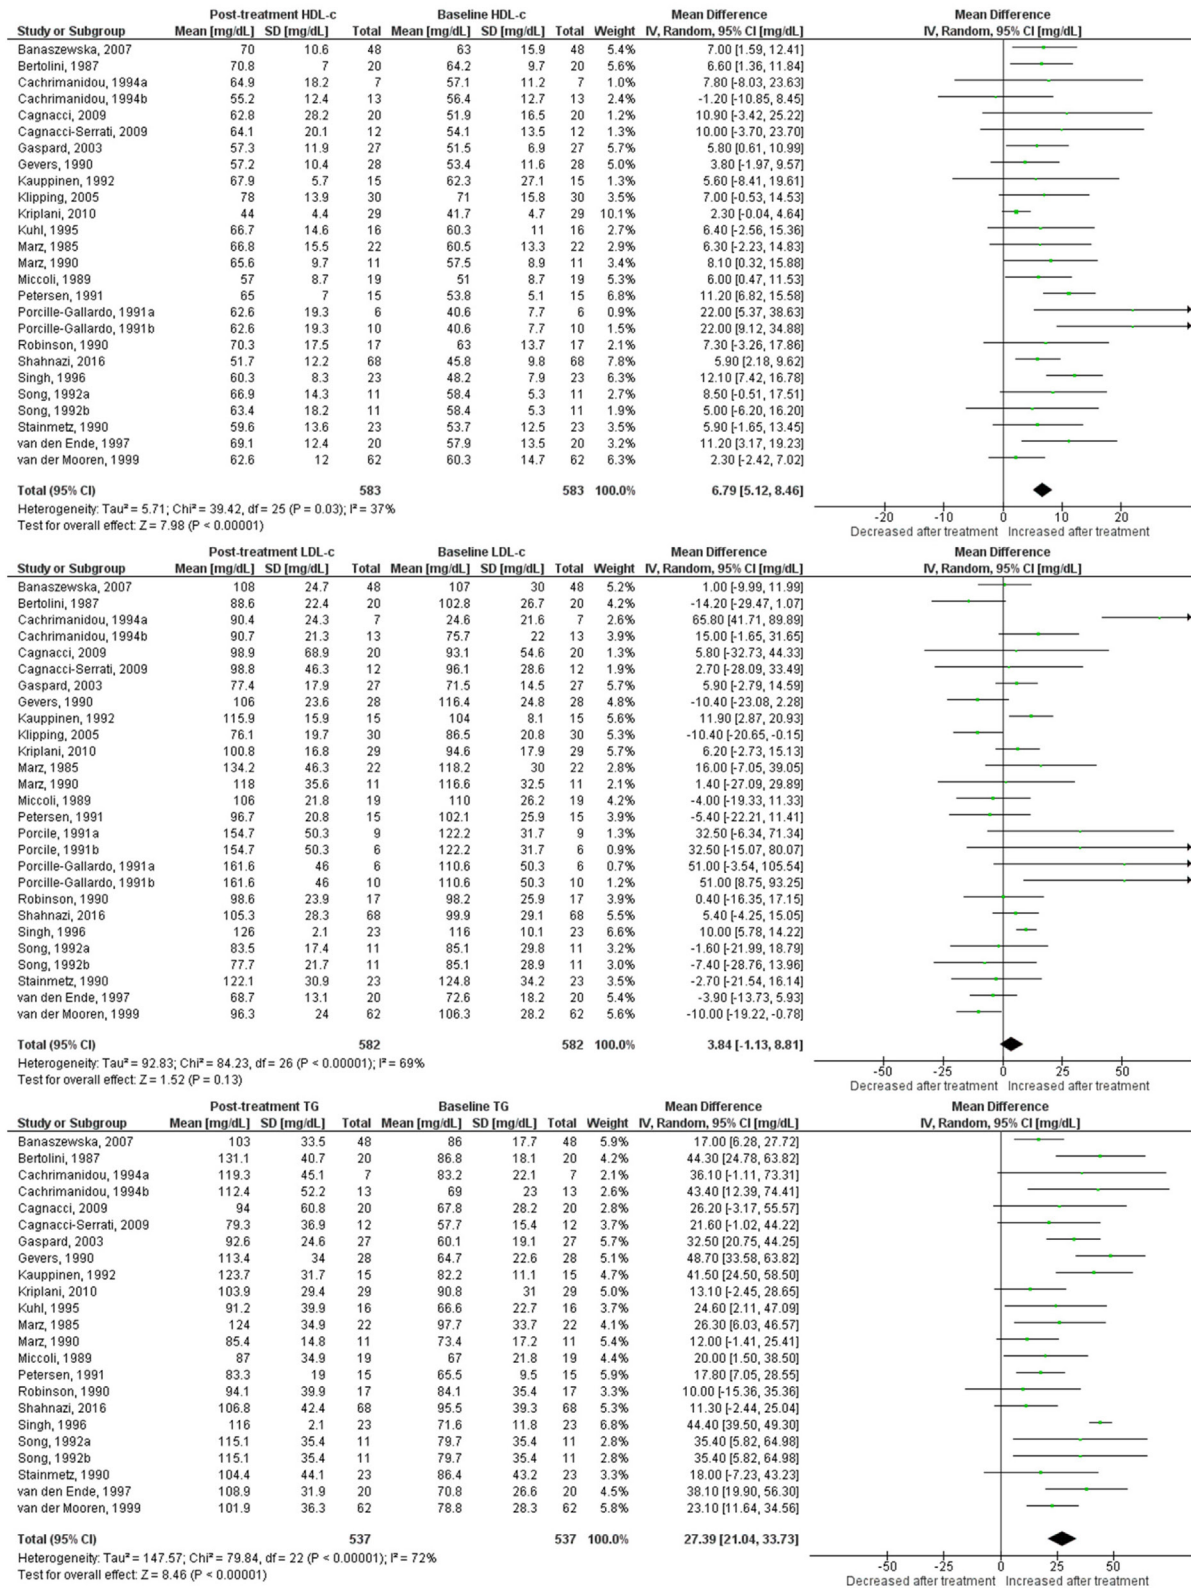 Post-treatment HDL-c Baseline HDL-c Mean Difference Mean Difference
Study or Subgroup Mean [mg/dL] SD [mg/dL] Total Mean [mg/dL] SD [mg/dL] Total Weight IV, Random, 95% CI [mg/dL] IV, Random, 95% CI [mg/dL]
Banaszewska, 2007 70 10.6 48 63 15.9 48 5.4% 7.00 [1.59, 12.41]
Bertolini, 1987 70.8 7 20 64.2 9.7 20 5.6% 6.60 [1.36, 11.84]
Cachrimanidou, 1994a 64.9 18.2 7 57.1 11.2 7 1.1% 7.80 [-8.03, 23.63]
Cachrimanidou, 1994b 55.2 12.4 13 56.4 12.7 13 2.4% -1.20 [-10.85, 8.45]
Cagnacci, 2009 62.8 28.2 20 51.9 16.5 20 1.2% 10.90 [-3.42, 25.22]
Cagnacci-Serrati, 2009 64.1 20.1 12 54.1 13.5 12 1.3% 10.00 [-3.70, 23.70]
Gaspard, 2003 57.3 11.9 27 51.5 6.9 27 5.6% 5.80 [0.61, 10.99]
Gevers, 1990 57.2 10.4 28 53.4 11.6 28 5.0% 3.80 [-1.97, 9.57]
Kauppinen, 1992 67.9 5.7 15 62.3 27.1 15 1.3% 5.60 [-8.41, 19.61]
Klipping, 2005 78 13.9 30 71 15.8 30 3.5% 7.00 [-0.53, 14.53]
Kriplani, 2010 44 4.4 29 41.7 4.7 29 10.1% 2.30 [-0.04, 4.64]
Kuhl, 1995 66.7 14.6 16 60.3 11 16 2.7% 6.40 [-2.56, 15.36]
Marz, 1985 66.8 15.5 22 60.5 13.3 22 2.9% 6.30 [-2.23, 14.83]
Marz, 1990 65.6 9.7 11 57.5 8.9 11 3.3% 8.10 [0.32, 15.88]
Miccoli, 1989 57 8.7 19 51 8.7 19 5.3% 6.00 [0.47, 11.53]
Petersen, 1991 65 7 15 53.8 5.1 15 6.8% 11.20 [6.82, 15.58]
Porcille-Gallardo, 1991a 62.6 19.3 6 40.6 7.7 6 0.9% 22.00 [5.37, 38.63]
Porcille-Gallardo, 1991b 62.6 19.3 10 40.6 7.7 10 1.5% 22.00 [9.12, 34.88]
Robinson, 1990 70.3 17.5 17 63 13.7 17 2.1% 7.30 [-3.26, 17.86]
Shahnazi, 2016 51.7 12.2 68 45.8 9.8 68 7.8% 5.90 [2.18, 9.62]
Singh, 1996 60.3 8.3 23 48.2 7.9 23 6.3% 12.10 [7.42, 16.78]
Song, 1992a 66.9 14.3 11 58.4 5.3 11 2.7% 8.50 [-0.51, 17.51]
Song, 1992b 63.4 18.2 11 58.4 5.3 11 1.9% 5.00 [-6.20, 16.20]
Stainmetz, 1990 59.6 13.6 23 53.7 12.5 23 3.5% 5.90 [-1.65, 13.45]
van den Ende, 1997 69.1 12.4 20 57.9 13.5 20 3.2% 11.20 [3.17, 19.23]
van der Mooren, 1999 62.6 12 62 60.3 14.7 62 6.3% 2.30 [-2.42, 7.02]
Total (95% CI) 583 583 100.0% 6.79 [5.12, 8.46]
Heterogeneity: Tau² = 5.71; Chi² = 39.42, df = 25 (P = 0.03); I² = 37%
Test for overall effect: Z = 7.98 (P < 0.00001)
-20 -10 0 10 20
Decreased after treatment Increased after treatment
Post-treatment LDL-c Baseline LDL-c Mean Difference Mean Difference
Study or Subgroup Mean [mg/dL] SD [mg/dL] Total Mean [mg/dL] SD [mg/dL] Total Weight IV, Random, 95% CI [mg/dL] IV, Random, 95% CI [mg/dL]
Banaszewska, 2007 108 24.7 48 107 30 48 5.2% 1.00 [-9.99, 11.99]
Bertolini, 1987 88.6 22.4 20 102.8 26.7 20 4.2% -14.20 [-29.47, 1.07]
Cachrimanidou, 1994a 90.4 24.3 7 24.6 21.6 7 2.6% 65.80 [41.71, 89.89]
Cachrimanidou, 1994b 90.7 21.3 13 75.7 22 13 3.9% 15.00 [-1.65, 31.65]
Cagnacci, 2009 98.9 68.9 20 93.1 54.6 20 1.3% 5.80 [-32.73, 44.33]
Cagnacci-Serrati, 2009 98.8 46.3 12 96.1 28.6 12 1.9% 2.70 [-28.09, 33.49]
Gaspard, 2003 77.4 17.9 27 71.5 14.5 27 5.7% 5.90 [-2.79, 14.59]
Gevers, 1990 106 23.6 28 116.4 24.8 28 4.8% -10.40 [-23.08, 2.28]
Kauppinen, 1992 115.9 15.9 15 104 8.1 15 5.6% 11.90 [2.87, 20.93]
Klipping, 2005 76.1 19.7 30 86.5 20.8 30 5.3% -10.40 [-20.65, -0.15]
Kriplani, 2010 100.8 16.8 29 94.6 17.9 29 5.7% 6.20 [-2.73, 15.13]
Marz, 1985 134.2 46.3 22 118.2 30 22 2.8% 16.00 [-7.05, 39.05]
Marz, 1990 118 35.6 11 116.6 32.5 11 2.1% 1.40 [-27.09, 29.89]
Miccoli, 1989 106 21.8 19 110 26.2 19 4.2% -4.00 [-19.33, 11.33]
Petersen, 1991 96.7 20.8 15 102.1 25.9 15 3.8% -5.40 [-22.21, 11.41]
Porcile, 1991a 154.7 50.3 9 122.2 31.7 9 1.3% 32.50 [-6.34, 71.34]
Porcile, 1991b 154.7 50.3 6 122.2 31.7 6 0.9% 32.50 [-15.07, 80.07]
Porcille-Gallardo, 1991a 161.6 46 6 110.6 50.3 6 0.7% 51.00 [-3.54, 105.54]
Porcille-Gallardo, 1991b 161.6 46 10 110.6 50.3 10 1.2% 51.00 [8.75, 93.25]
Robinson, 1990 98.6 23.9 17 98.2 25.9 17 3.9% 0.40 [-16.35, 17.15]
Shahnazi, 2016 105.3 28.3 68 99.9 29.1 68 5.5% 5.40 [-4.25, 15.05]
Singh, 1996 126 2.1 23 116 10.1 23 6.6% 10.00 [5.78, 14.22]
Song, 1992a 83.5 17.4 11 85.1 29.8 11 3.2% -1.60 [-21.99, 18.79]
Song, 1992b 77.7 21.7 11 85.1 28.9 11 3.0% -7.40 [-28.76, 13.96]
Stainmetz, 1990 122.1 30.9 23 124.8 34.2 23 3.5% -2.70 [-21.54, 16.14]
van den Ende, 1997 68.7 13.1 20 72.6 18.2 20 5.4% -3.90 [-13.73, 5.93]
van der Mooren, 1999 96.3 24 62 106.3 28.2 62 5.6% -10.00 [-19.22, -0.78]
Total (95% CI) 582 582 100.0% 3.84 [-1.13, 8.81]
Heterogeneity: Tau² = 92.83; Chi² = 84.23, df = 26 (P < 0.00001); I² = 69%
Test for overall effect: Z = 1.52 (P = 0.13)
-50 -25 0 25 50
Decreased after treatment Increased after treatment
Post-treatment TG Baseline TG Mean Difference Mean Difference
Study or Subgroup Mean [mg/dL] SD [mg/dL] Total Mean [mg/dL] SD [mg/dL] Total Weight IV, Random, 95% CI [mg/dL] IV, Random, 95% CI [mg/dL]
Banaszewska, 2007 103 33.5 48 86 17.7 48 5.9% 17.00 [6.28, 27.72]
Bertolini, 1987 131.1 40.7 20 86.8 18.1 20 4.2% 44.30 [24.78, 63.82]
Cachrimanidou, 1994a 119.3 45.1 7 83.2 22.1 7 2.1% 36.10 [-1.11, 73.31]
Cachrimanidou, 1994b 112.4 52.2 13 69 23 13 2.6% 43.40 [12.39, 74.41]
Cagnacci, 2009 94 60.8 20 67.8 28.2 20 2.8% 26.20 [-3.17, 55.57]
Cagnacci-Serrati, 2009 79.3 36.9 12 57.7 15.4 12 3.7% 21.60 [-1.02, 44.22]
Gaspard, 2003 92.6 24.6 27 60.1 19.1 27 5.7% 32.50 [20.75, 44.25]
Gevers, 1990 113.4 34 28 64.7 22.6 28 5.1% 48.70 [33.58, 63.82]
Kauppinen, 1992 123.7 31.7 15 82.2 11.1 15 4.7% 41.50 [24.50, 58.50]
Kriplani, 2010 103.9 29.4 29 90.8 31 29 5.0% 13.10 [-2.45, 28.65]
Kuhl, 1995 91.2 39.9 16 66.6 22.7 16 3.7% 24.60 [2.11, 47.09]
Marz, 1985 124 34.9 22 97.7 33.7 22 4.1% 26.30 [6.03, 46.57]
Marz, 1990 85.4 14.8 11 73.4 17.2 11 5.4% 12.00 [-1.41, 25.41]
Miccoli, 1989 87 34.9 19 67 21.8 19 4.4% 20.00 [1.50, 38.50]
Petersen, 1991 83.3 19 15 65.5 9.5 15 5.9% 17.80 [7.05, 28.55]
Robinson, 1990 94.1 39.9 17 84.1 35.4 17 3.3% 10.00 [-15.36, 35.36]
Shahnazi, 2016 106.8 42.4 68 95.5 39.3 68 5.3% 11.30 [-2.44, 25.04]
Singh, 1996 116 2.1 23 71.6 11.8 23 6.8% 44.40 [39.50, 49.30]
Song, 1992a 115.1 35.4 11 79.7 35.4 11 2.8% 35.40 [5.82, 64.98]
Song, 1992b 115.1 35.4 11 79.7 35.4 11 2.8% 35.40 [5.82, 64.98]
Stainmetz, 1990 104.4 44.1 23 86.4 43.2 23 3.3% 18.00 [-7.23, 43.23]
van den Ende, 1997 108.9 31.9 20 70.8 26.6 20 4.5% 38.10 [19.90, 56.30]
van der Mooren, 1999 101.9 36.3 62 78.8 28.3 62 5.8% 23.10 [11.64, 34.56]
Total (95% CI) 537 537 100.0% 27.39 [21.04, 33.73]
Heterogeneity: Tau² = 147.57; Chi² = 79.84, df = 22 (P < 0.00001); I² = 72%
Test for overall effect: Z = 8.46 (P < 0.00001)
-50 -25 0 25 50
Decreased after treatment Increased after treatment